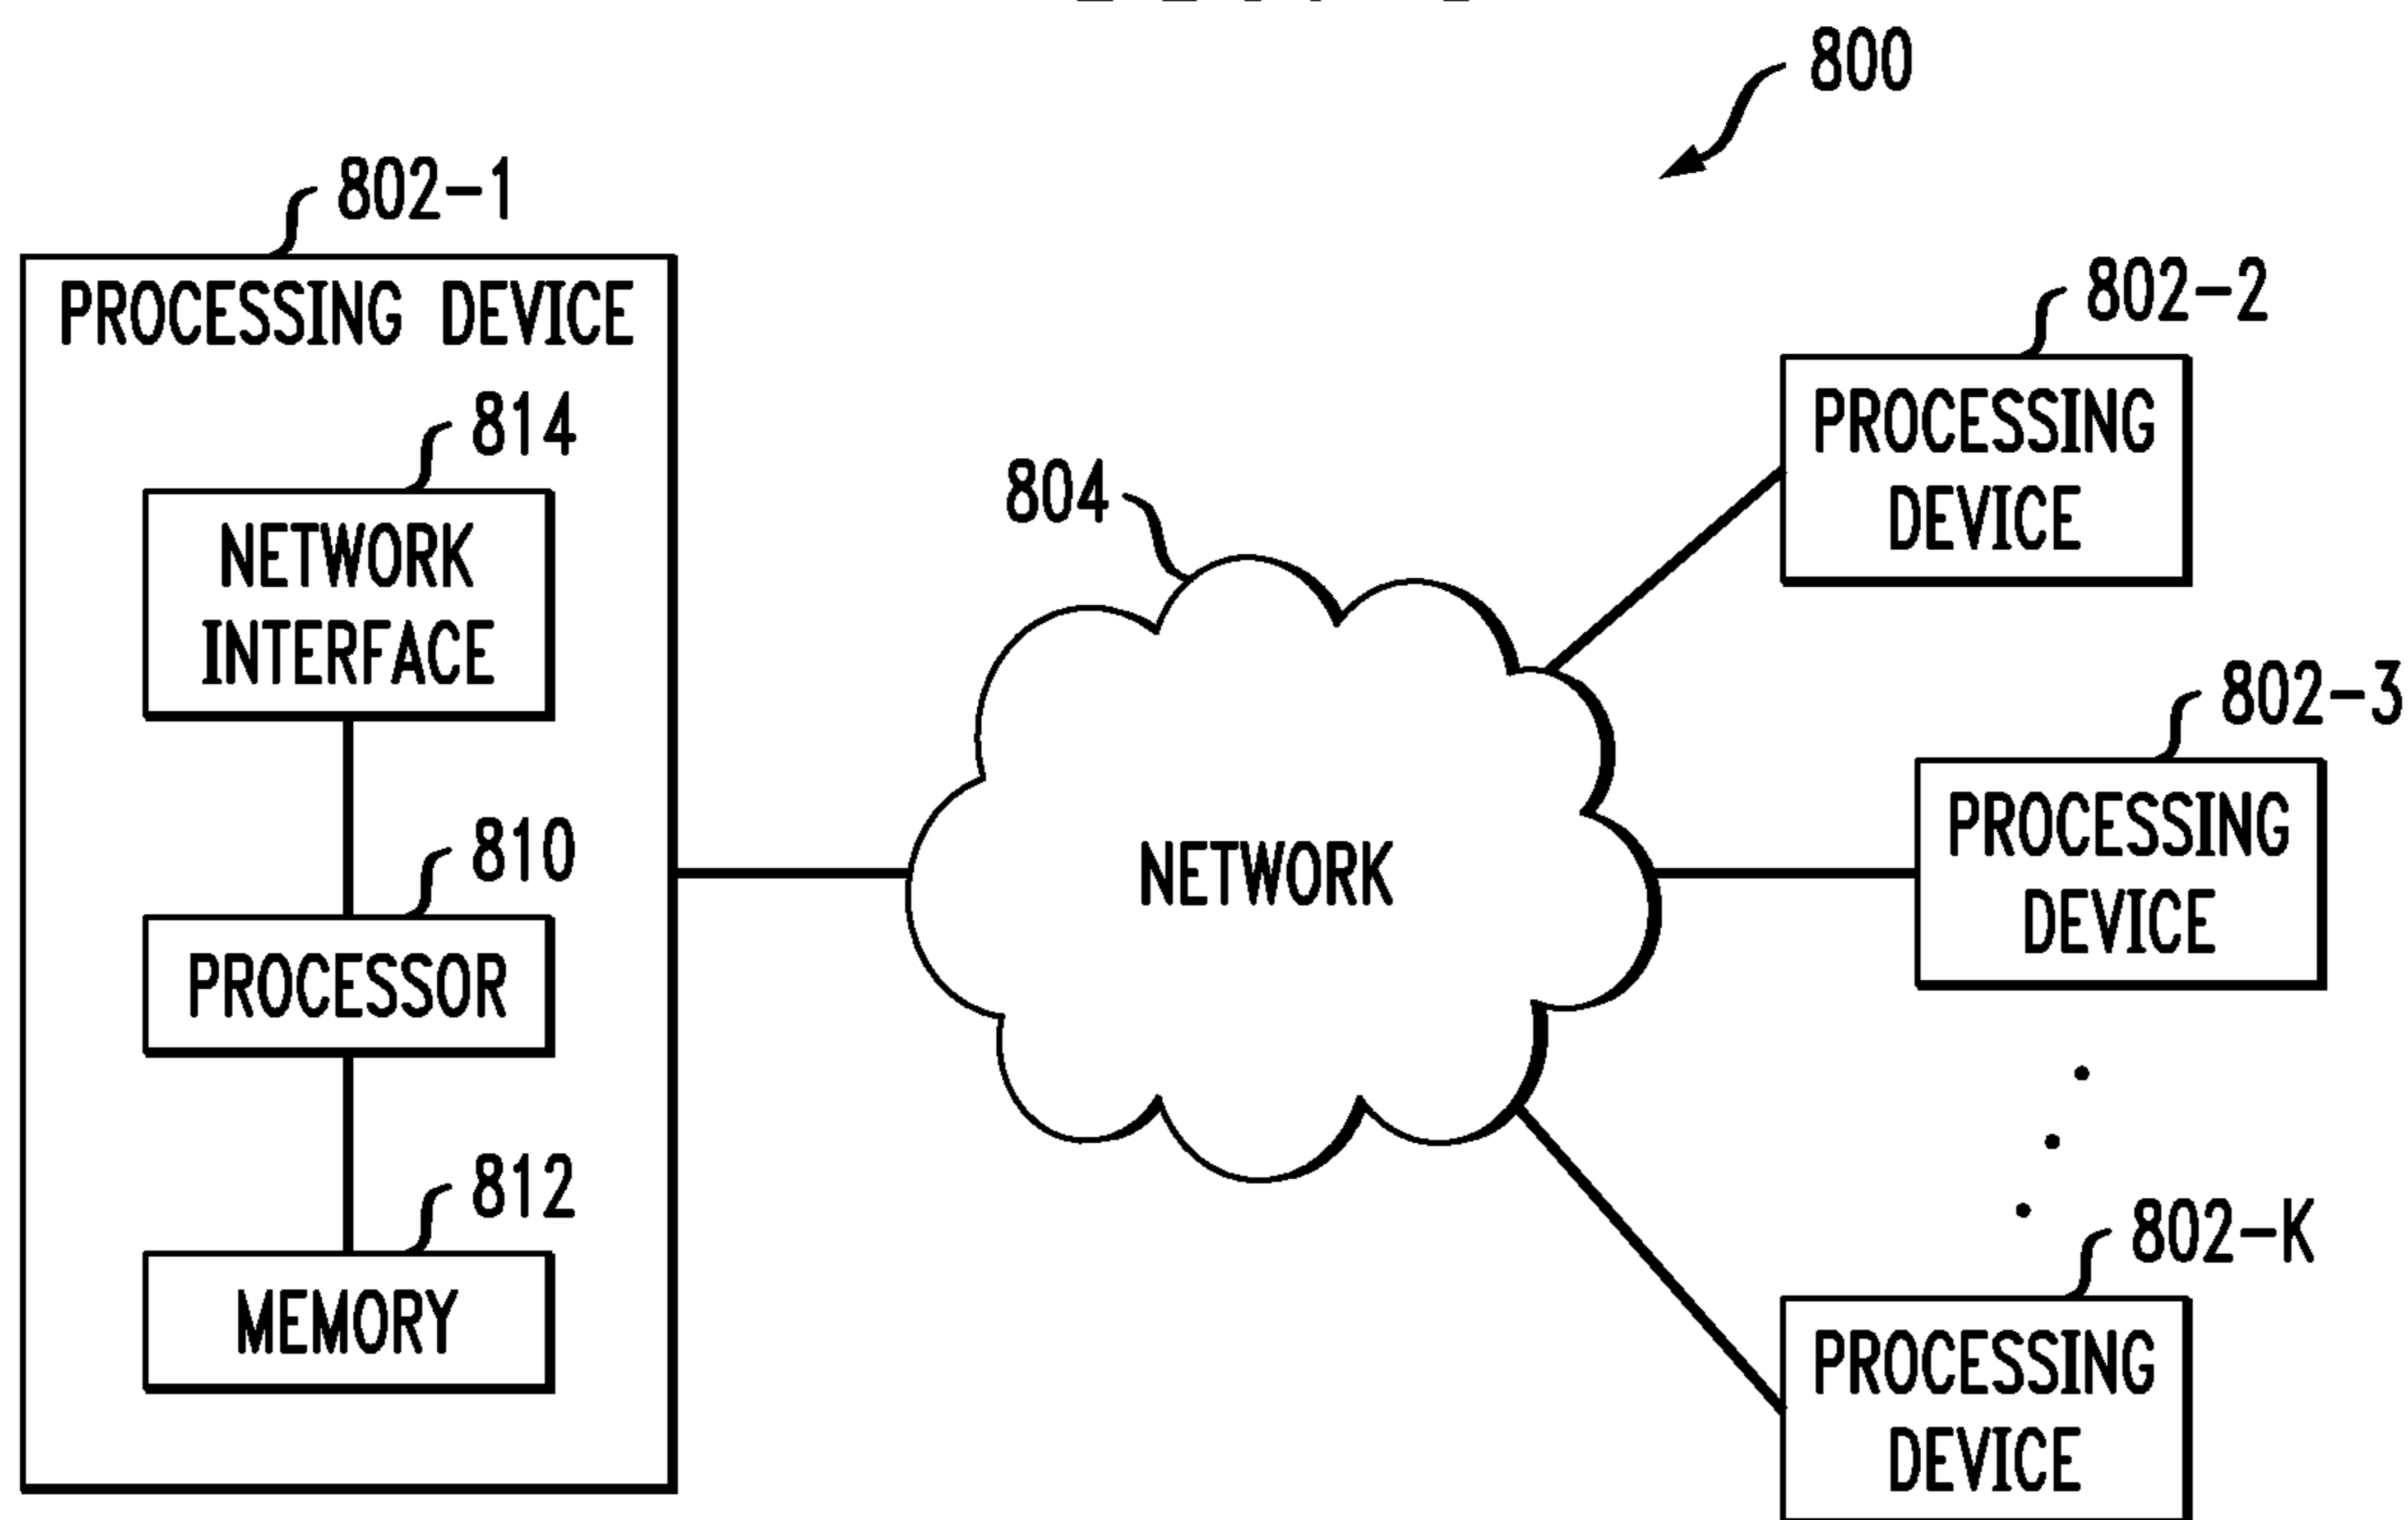 800
802-1
PROCESSING DEVICE
814
NETWORK
INTERFACE
810
PROCESSOR
812
MEMORY
804
NETWORK
802-2
PROCESSING
DEVICE
802-3
PROCESSING
DEVICE
802-K
PROCESSING
DEVICE